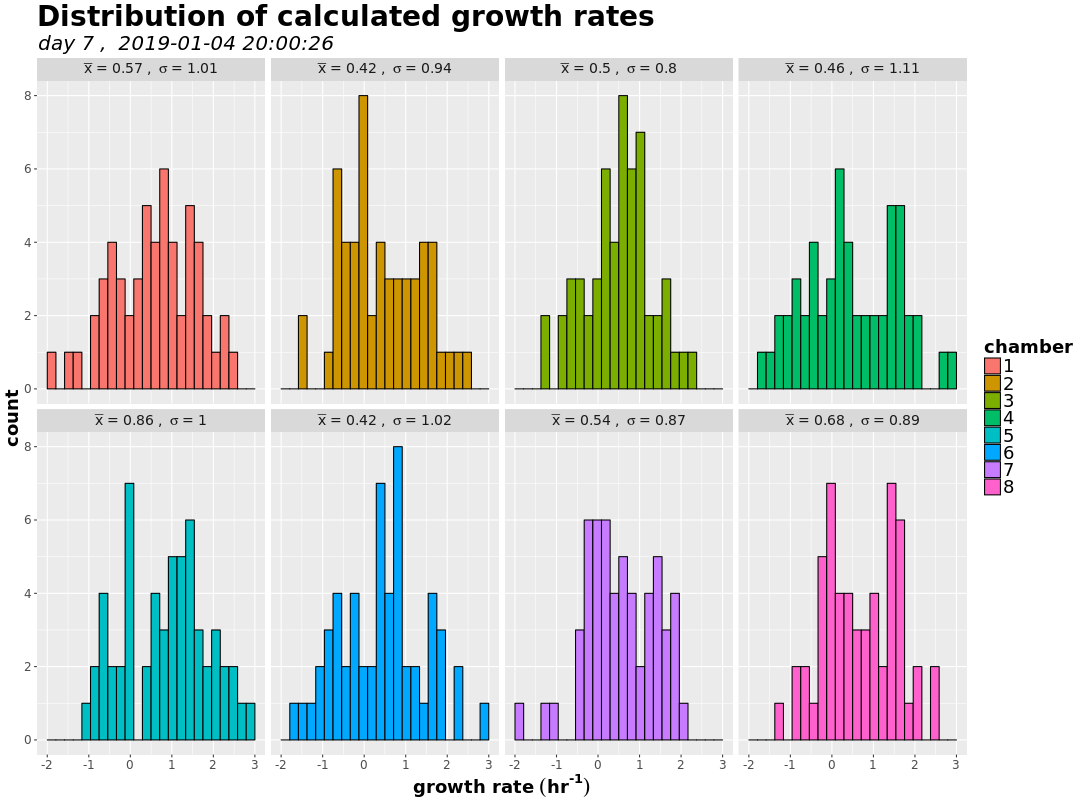 Distribution of calculated growth rates
day 7 ,  2019-01-04 20:00:26
x̅ = 0.57 ,  σ = 1.01
x̅ = 0.42 ,  σ = 0.94
x̅ = 0.5 ,  σ = 0.8
x̅ = 0.46 ,  σ = 1.11
8
6
4
2
0
count
x̅ = 0.86 ,  σ = 1
x̅ = 0.42 ,  σ = 1.02
x̅ = 0.54 ,  σ = 0.87
x̅ = 0.68 ,  σ = 0.89
8
6
4
2
0
-2 -1 0 1 2 3
-2 -1 0 1 2 3
-2 -1 0 1 2 3
-2 -1 0 1 2 3
growth rate (hr⁻¹)
chamber
1
2
3
4
5
6
7
8